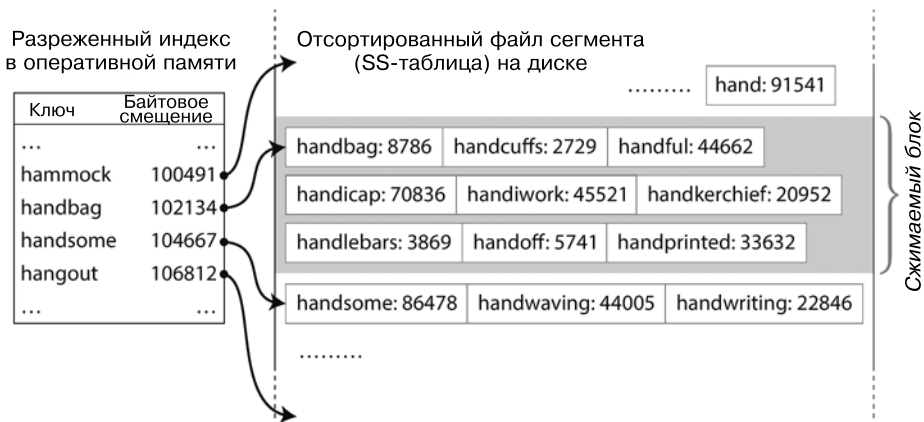 Разреженный индекс
в оперативной памяти
Ключ Байтовое смещение
... ...
hammock 100491
handbag 102134
handsome 104667
hangout 106812
... ...
Отсортированный файл сегмента
(SS-таблица) на диске
......... hand: 91541
handbag: 8786 handcuffs: 2729 handful: 44662
handicap: 70836 handiwork: 45521 handkerchief: 20952
handlebars: 3869 handoff: 5741 handprinted: 33632
handsome: 86478 handwaving: 44005 handwriting: 22846
.........
Сжимаемый блок